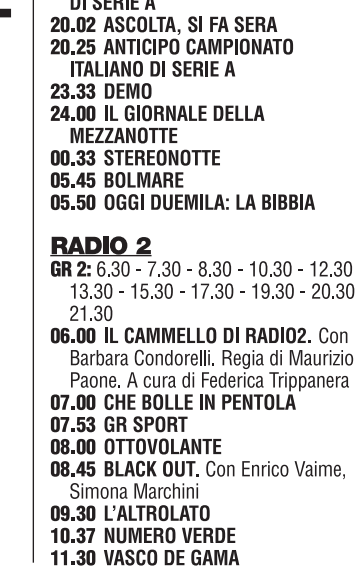 DI SERIE A
20.02 ASCOLTA, SI FA SERA
20.25 ANTICIPO CAMPIONATO
ITALIANO DI SERIE A
23.33 DEMO
24.00 IL GIORNALE DELLA
MEZZANOTTE
00.33 STEREONOTTE
05.45 BOLMARE
05.50 OGGI DUEMILA: LA BIBBIA
RADIO 2
GR 2: 6.30 - 7.30 - 8.30 - 10.30 - 12.30
13.30 - 15.30 - 17.30 - 19.30 - 20.30
21.30
06.00 IL CAMMELLO DI RADIO2. Con
Barbara Condorelli. Regia di Maurizio
Paone. A cura di Federica Trippanera
07.00 CHE BOLLE IN PENTOLA
07.53 GR SPORT
08.00 OTTOVOLANTE
08.45 BLACK OUT. Con Enrico Vaime,
Simona Marchini
09.30 L'ALTROLATO
10.37 NUMERO VERDE
11.30 VASCO DE GAMA